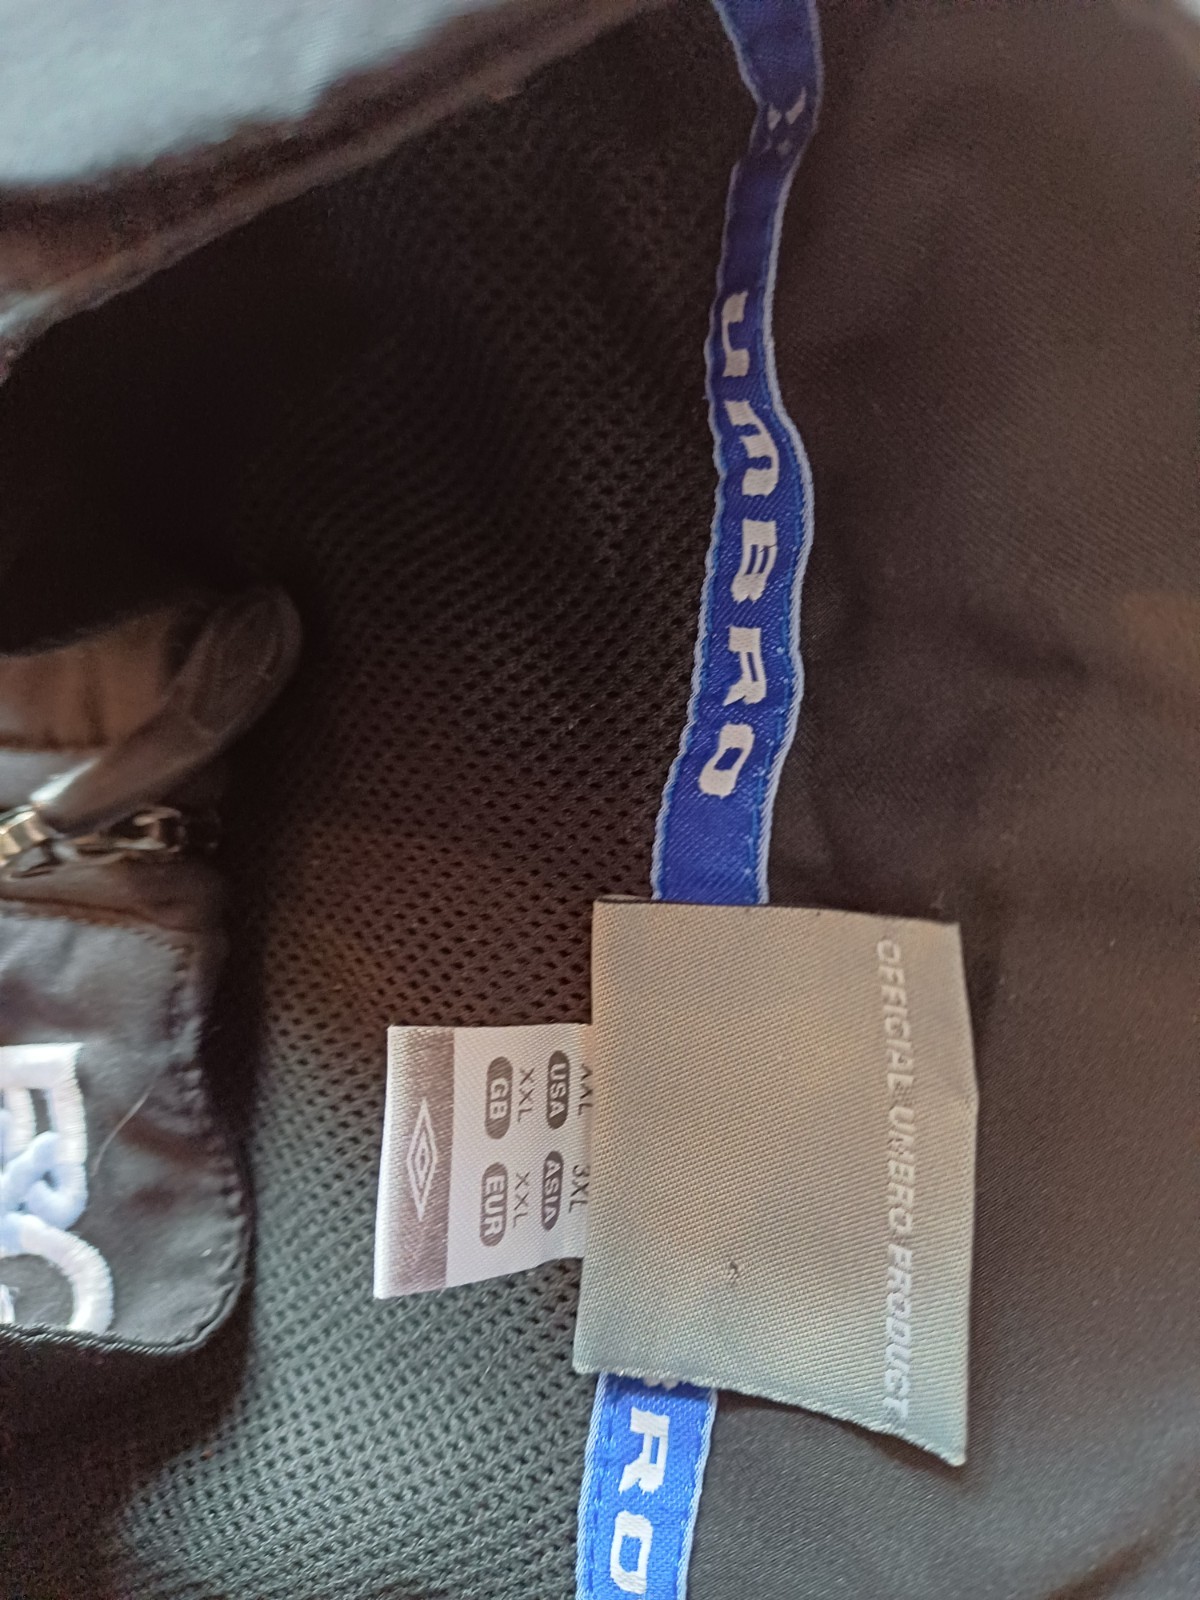 UMBRO
OFFICIAL UMBRO PRODUCT
XXL 3XL
USA ASIA
XXL XXL
GB EUR
RO